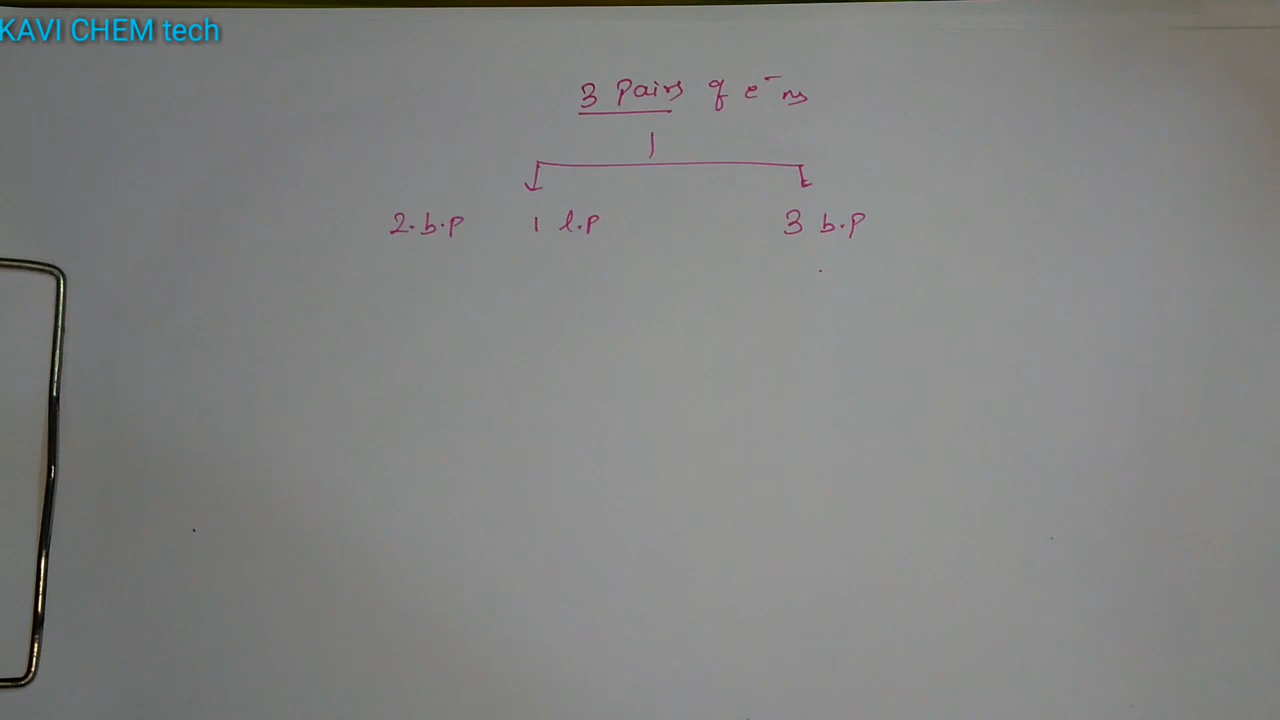 KAVI CHEM tech
3 Pairs of e⁻ns
2.b.p 1 l.p 3 b.p